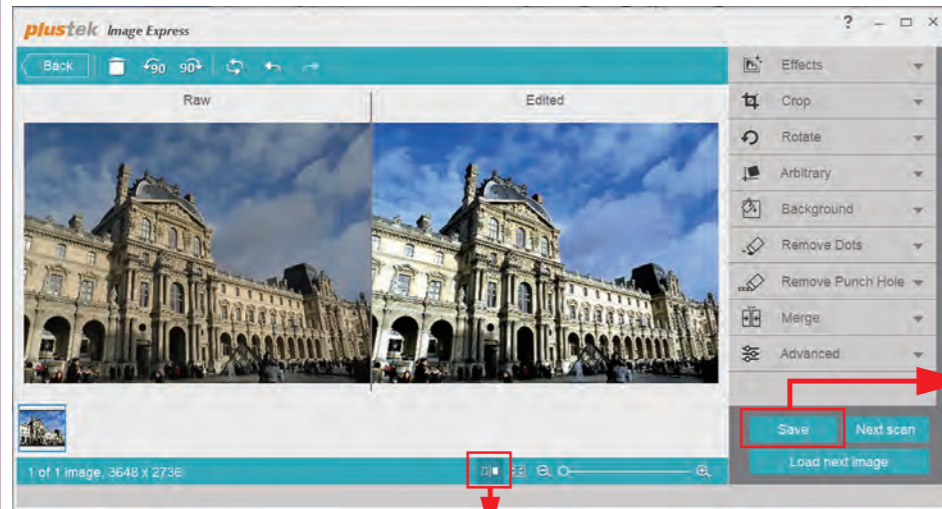 plustek Image Express
?
Back
90 90
Raw
Edited
Effects
Crop
Rotate
Arbitrary
Background
Remove Dots
Remove Punch Hole
Merge
Advanced
Save
Next scan
Load next image
1 of 1 image, 3648 x 2736